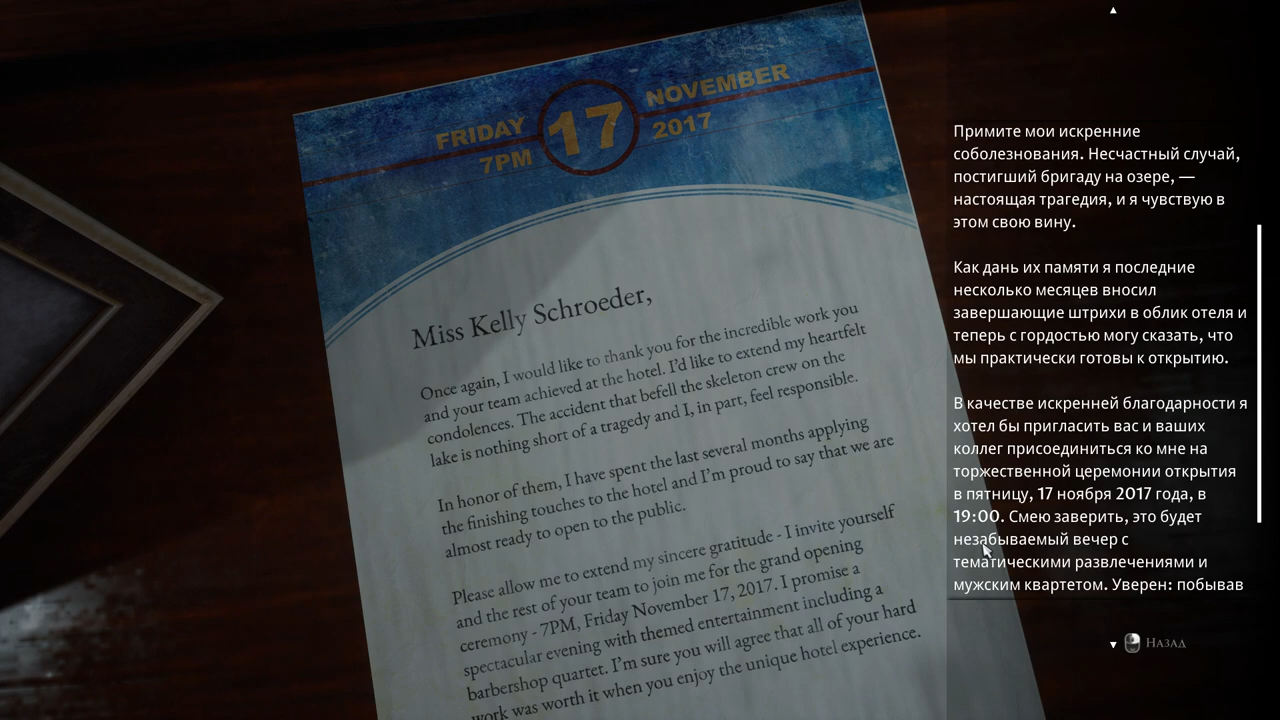 FRIDAY
7PM
17
NOVEMBER
2017
Miss Kelly Schroeder,
Once again, I would like to thank you for the incredible work you
and your team achieved at the hotel. I'd like to extend my heartfelt
condolences. The accident that befell the skeleton crew on the
lake is nothing short of a tragedy and I, in part, feel responsible.
In honor of them, I have spent the last several months applying
the finishing touches to the hotel and I'm proud to say that we are
almost ready to open to the public.
Please allow me to extend my sincere gratitude - I invite yourself
and the rest of your team to join me for the grand opening
ceremony - 7PM, Friday November 17, 2017. I promise a
spectacular evening with themed entertainment including a
barbershop quartet. I'm sure you will agree that all of your hard
work was worth it when you enjoy the unique hotel experience.
Примите мои искренние
соболезнования. Несчастный случай,
постигший бригаду на озере, —
настоящая трагедия, и я чувствую в
этом свою вину.
Как дань их памяти я последние
несколько месяцев вносил
завершающие штрихи в облик отеля и
теперь с гордостью могу сказать, что
мы практически готовы к открытию.
В качестве искренней благодарности я
хотел бы пригласить вас и ваших
коллег присоединиться ко мне на
торжественной церемонии открытия
в пятницу, 17 ноября 2017 года, в
19:00. Смею заверить, это будет
незабываемый вечер с
тематическими развлечениями и
мужским квартетом. Уверен: побывав
Назад